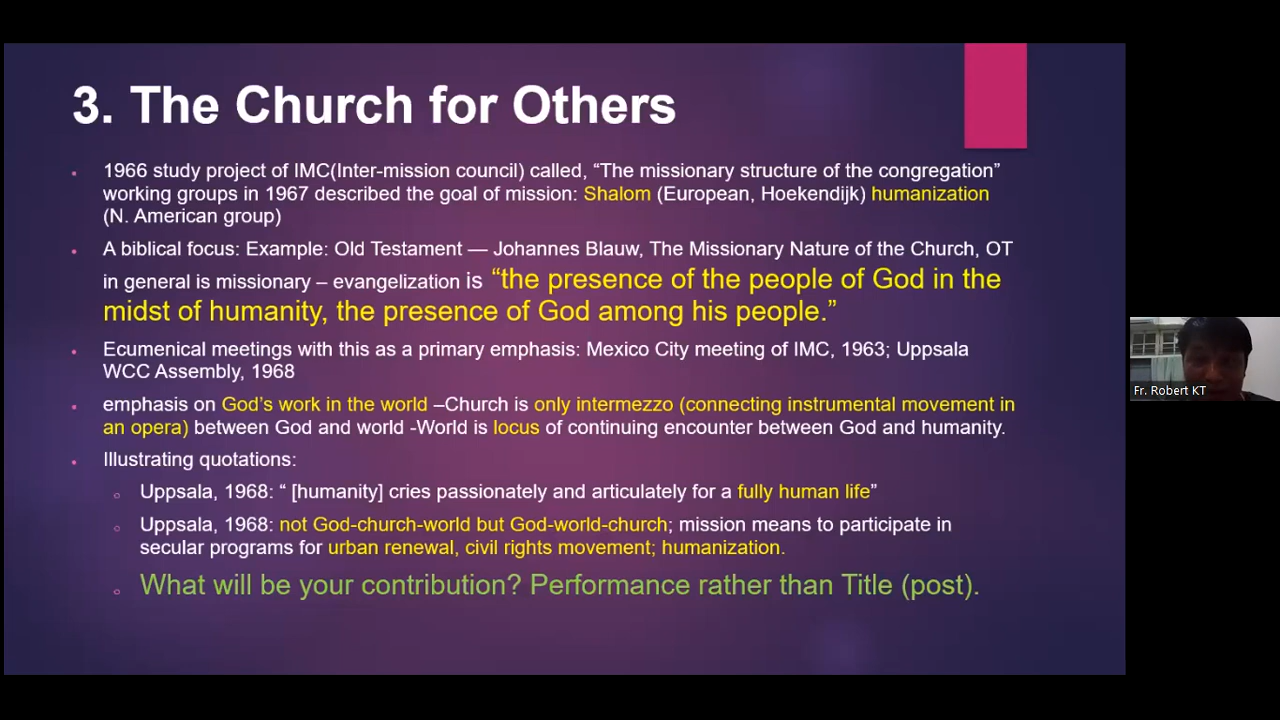 3. The Church for Others
1966 study project of IMC(Inter-mission council) called, “The missionary structure of the congregation”
working groups in 1967 described the goal of mission: Shalom (European, Hoekendijk) humanization
(N. American group)
A biblical focus: Example: Old Testament — Johannes Blauw, The Missionary Nature of the Church, OT
in general is missionary – evangelization is “the presence of the people of God in the
midst of humanity, the presence of God among his people.”
Ecumenical meetings with this as a primary emphasis: Mexico City meeting of IMC, 1963; Uppsala
WCC Assembly, 1968
emphasis on God’s work in the world –Church is only intermezzo (connecting instrumental movement in
an opera) between God and world -World is locus of continuing encounter between God and humanity.
Illustrating quotations:
Uppsala, 1968: “ [humanity] cries passionately and articulately for a fully human life”
Uppsala, 1968: not God-church-world but God-world-church; mission means to participate in
secular programs for urban renewal, civil rights movement; humanization.
What will be your contribution? Performance rather than Title (post).
Fr. Robert KT